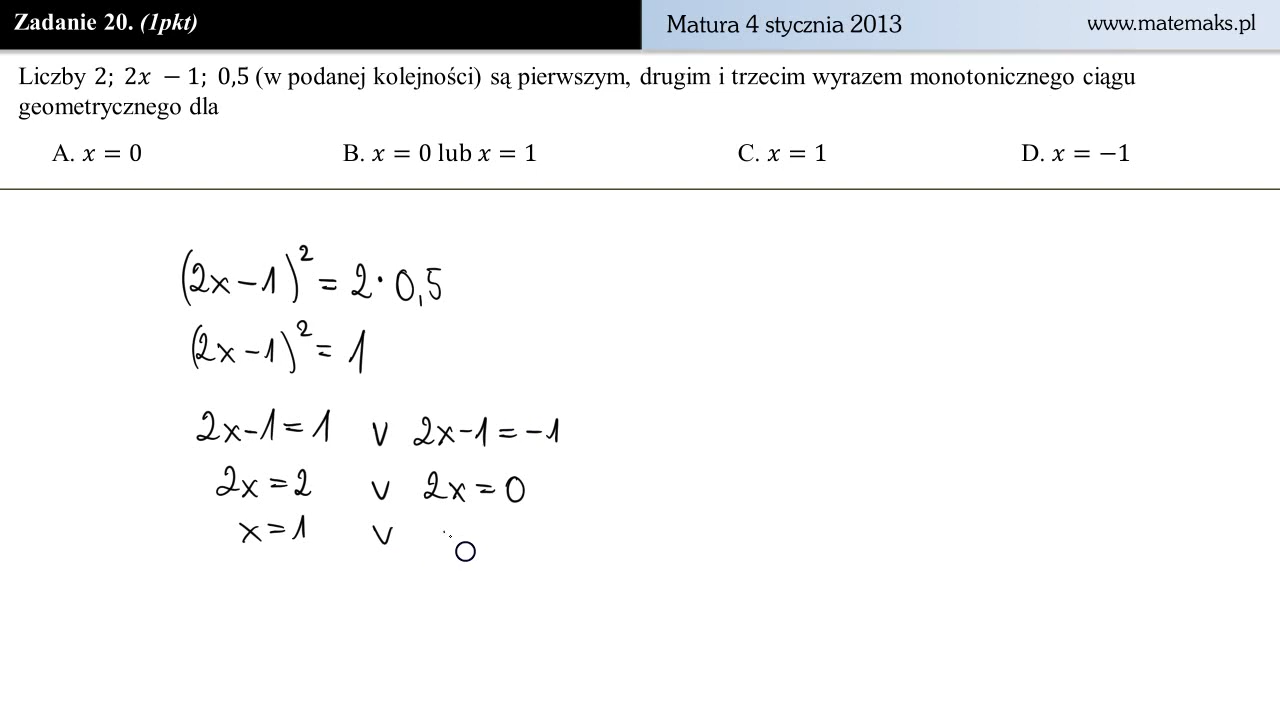 Zadanie 20. (1pkt)
Matura 4 stycznia 2013
www.matemaks.pl
Liczby 2; 2𝑥 − 1; 0,5 (w podanej kolejności) są pierwszym, drugim i trzecim wyrazem monotonicznego ciągu
geometrycznego dla
A. 𝑥 = 0
B. 𝑥 = 0 lub 𝑥 = 1
C. 𝑥 = 1
D. 𝑥 = −1
(2x-1)² = 2·0,5
(2x-1)² = 1
2x-1=1 ∨ 2x-1=-1
2x=2 ∨ 2x=0
x=1 ∨